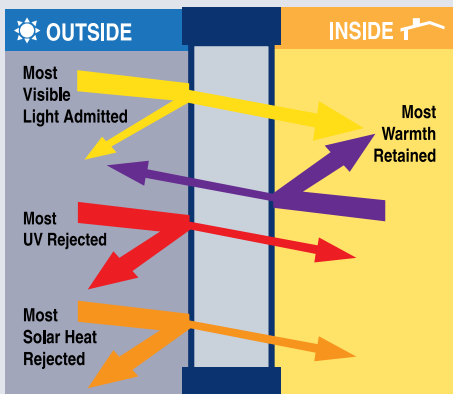 OUTSIDE
INSIDE
Most
Visible
Light Admitted
Most
Warmth
Retained
Most
UV Rejected
Most
Solar Heat
Rejected